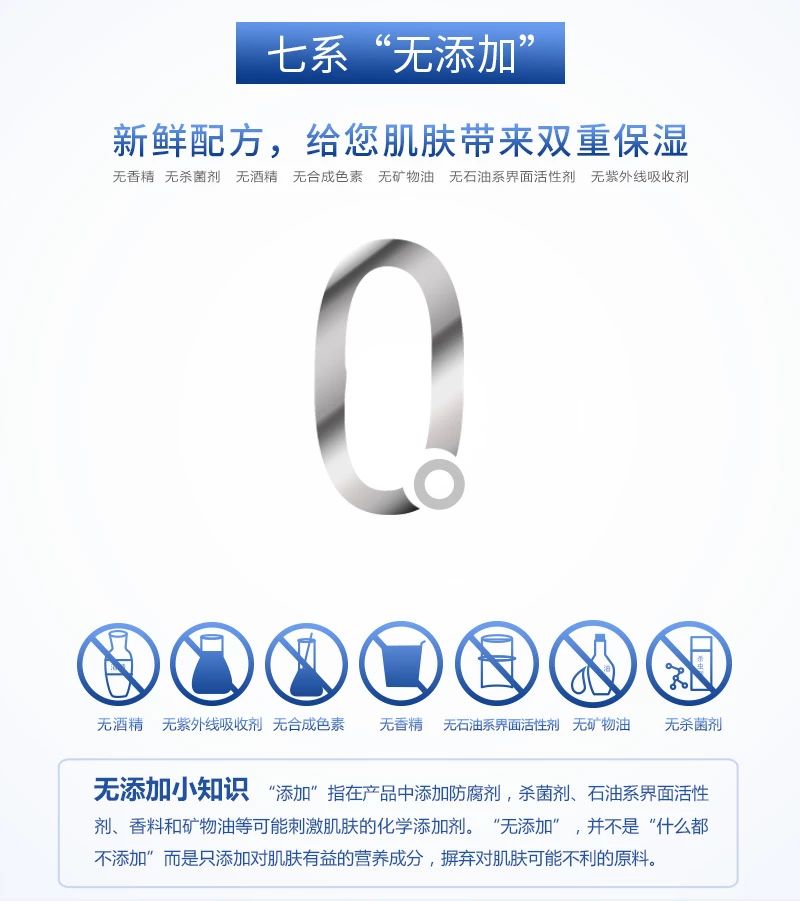 七系“无添加”
新鲜配方，给您肌肤带来双重保湿
无香精 无杀菌剂 无酒精 无合成色素 无矿物油 无石油系界面活性剂 无紫外线吸收剂
0
油
杀虫
无酒精 无紫外线吸收剂 无合成色素 无香精 无石油系界面活性剂 无矿物油 无杀菌剂
无添加小知识 “添加”指在产品中添加防腐剂，杀菌剂、石油系界面活性
剂、香料和矿物油等可能刺激肌肤的化学添加剂。“无添加”，并不是“什么都
不添加”而是只添加对肌肤有益的营养成分，摒弃对肌肤可能不利的原料。